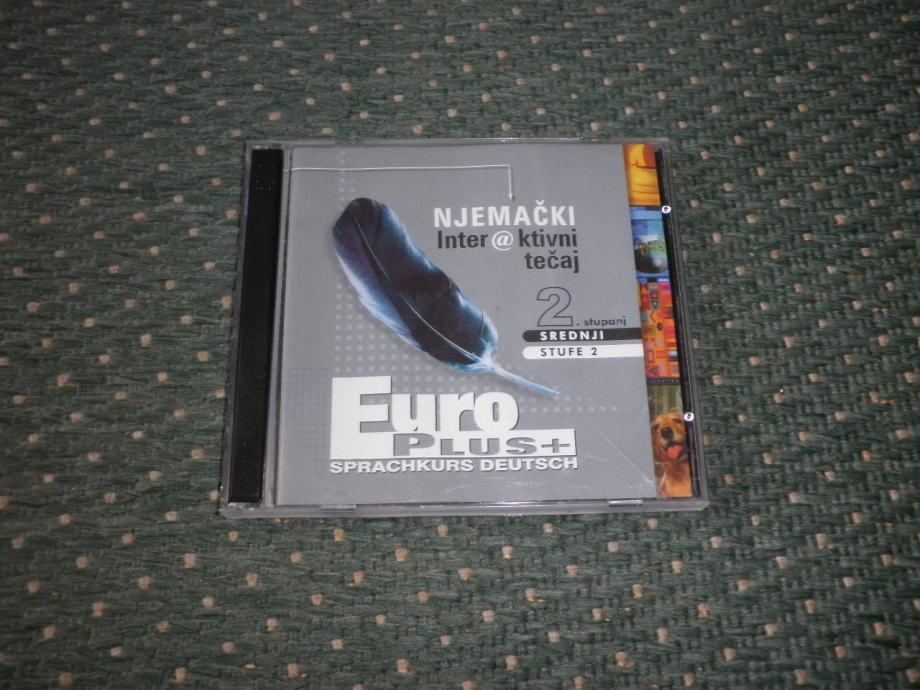 NJEMAČKI
Inter@ktivni
tečaj
2. stupanj
SREDNJI
STUFE 2
Euro
PLUS+
SPRACHKURS DEUTSCH